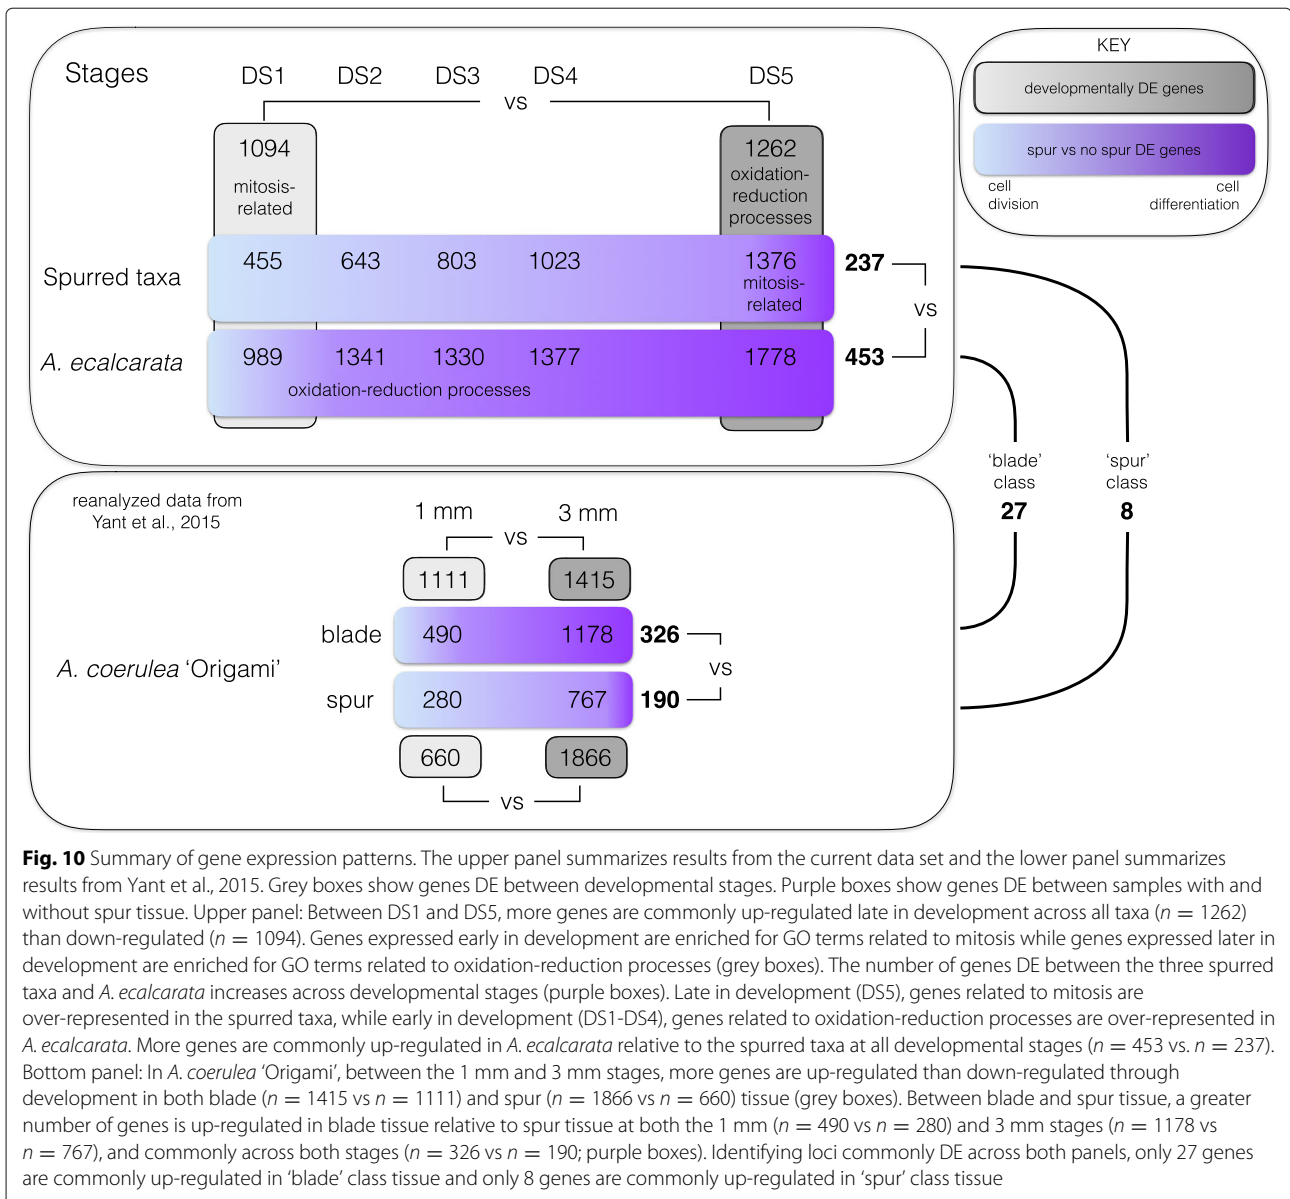 Stages
DS1 DS2 DS3 DS4 DS5
vs
1094
mitosis-
related
1262
oxidation-
reduction
processes
Spurred taxa 455 643 803 1023 1376 237
mitosis-
related
vs
A. ecalcarata 989 1341 1330 1377 1778 453
oxidation-reduction processes
KEY
developmentally DE genes
spur vs no spur DE genes
cell
division
cell
differentiation
'blade'
class
27
'spur'
class
8
reanalyzed data from
Yant et al., 2015
1 mm 3 mm
vs
1111 1415
blade 490 1178 326
A. coerulea 'Origami'
vs
spur 280 767 190
660 1866
vs
Fig. 10 Summary of gene expression patterns. The upper panel summarizes results from the current data set and the lower panel summarizes
results from Yant et al., 2015. Grey boxes show genes DE between developmental stages. Purple boxes show genes DE between samples with and
without spur tissue. Upper panel: Between DS1 and DS5, more genes are commonly up-regulated late in development across all taxa (n = 1262)
than down-regulated (n = 1094). Genes expressed early in development are enriched for GO terms related to mitosis while genes expressed later in
development are enriched for GO terms related to oxidation-reduction processes (grey boxes). The number of genes DE between the three spurred
taxa and A. ecalcarata increases across developmental stages (purple boxes). Late in development (DS5), genes related to mitosis are
over-represented in the spurred taxa, while early in development (DS1-DS4), genes related to oxidation-reduction processes are over-represented in
A. ecalcarata. More genes are commonly up-regulated in A. ecalcarata relative to the spurred taxa at all developmental stages (n = 453 vs. n = 237).
Bottom panel: In A. coerulea 'Origami', between the 1 mm and 3 mm stages, more genes are up-regulated than down-regulated through
development in both blade (n = 1415 vs n = 1111) and spur (n = 1866 vs n = 660) tissue (grey boxes). Between blade and spur tissue, a greater
number of genes is up-regulated in blade tissue relative to spur tissue at both the 1 mm (n = 490 vs n = 280) and 3 mm stages (n = 1178 vs
n = 767), and commonly across both stages (n = 326 vs n = 190; purple boxes). Identifying loci commonly DE across both panels, only 27 genes
are commonly up-regulated in 'blade' class tissue and only 8 genes are commonly up-regulated in 'spur' class tissue